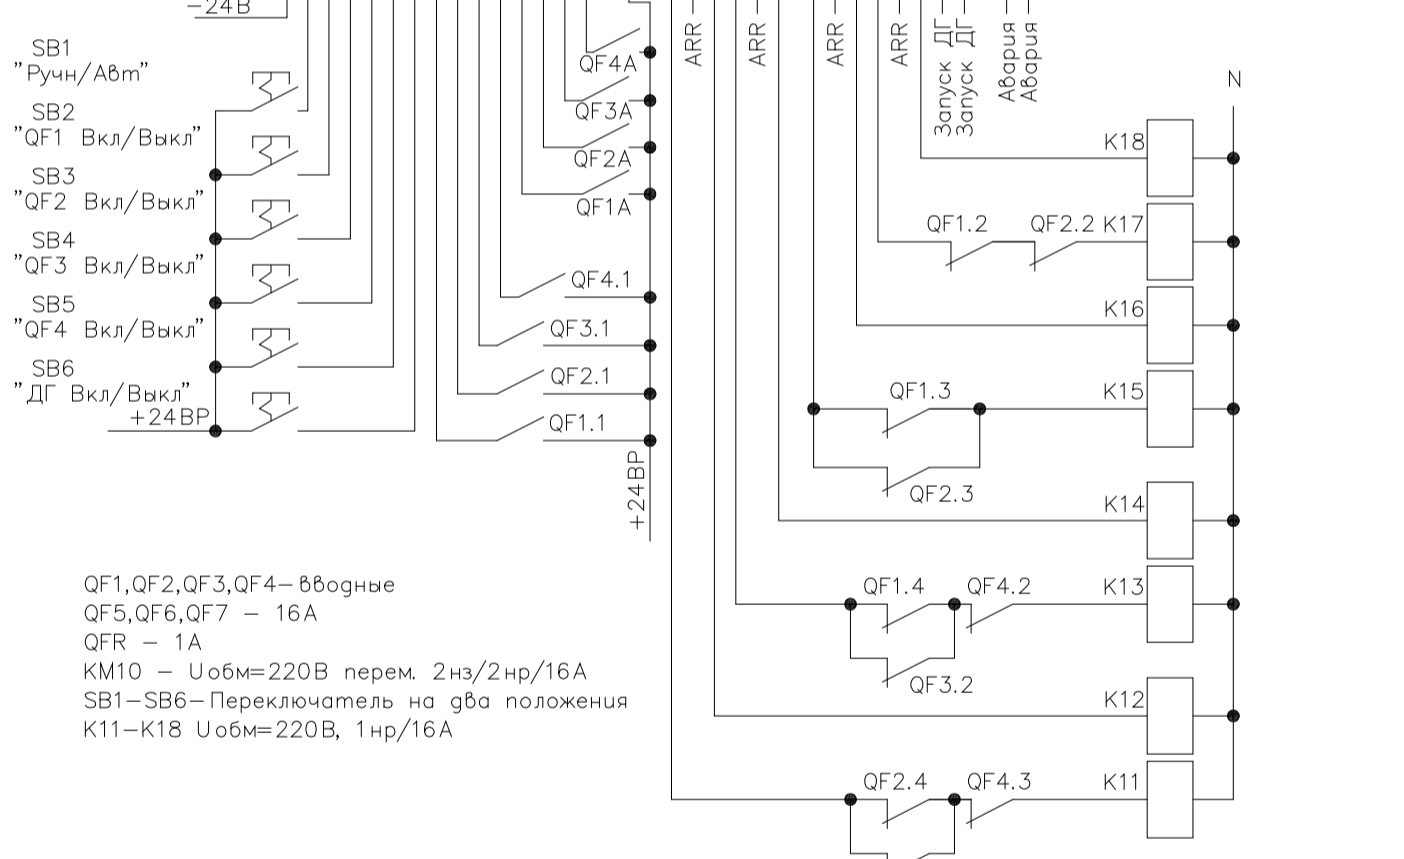 -24В
SB1
"Ручн/Авт"
SB2
"QF1 Вкл/Выкл"
SB3
"QF2 Вкл/Выкл"
SB4
"QF3 Вкл/Выкл"
SB5
"QF4 Вкл/Выкл"
SB6
"ДГ Вкл/Выкл"
+24ВР
QF4A
QF3A
QF2A
QF1A
QF4.1
QF3.1
QF2.1
QF1.1
+24ВР
ARR -
ARR -
ARR -
ARR -
Запуск ДГ -
Запуск ДГ -
Авария -
Авария -
N
K18
QF1.2
QF2.2
K17
K16
QF1.3
K15
QF2.3
K14
QF1.4
QF4.2
K13
QF3.2
K12
QF2.4
QF4.3
K11
QF1,QF2,QF3,QF4-вводные
QF5,QF6,QF7 - 16А
QFR - 1А
KM10 - Uобм=220В перем. 2нз/2нр/16А
SB1-SB6-Переключатель на два положения
K11-K18 Uобм=220В, 1нр/16А